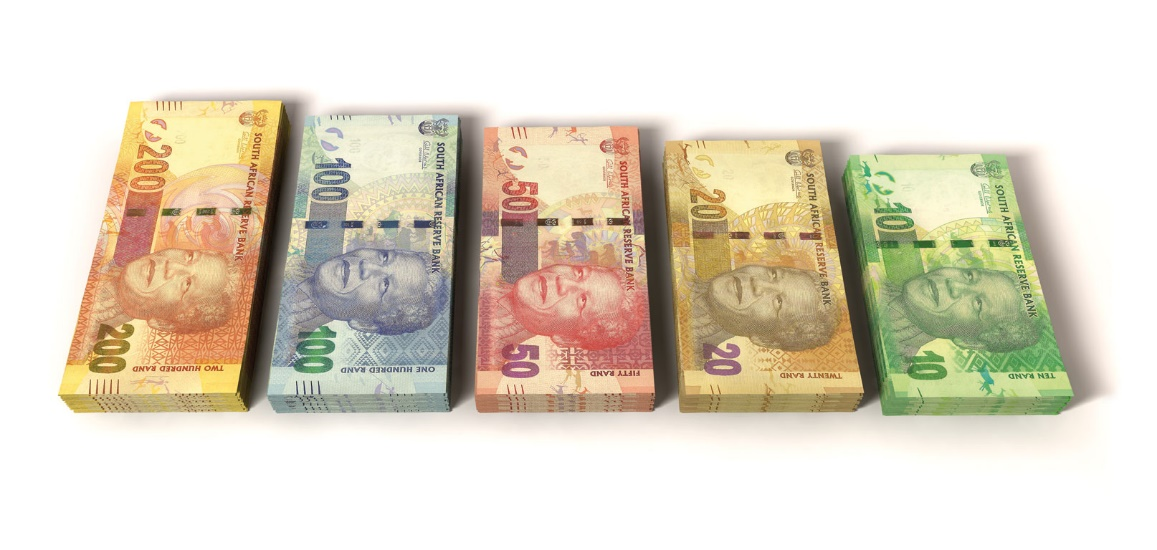 SOUTH AFRICAN RESERVE BANK
200
200
TWO HUNDRED RAND
SOUTH AFRICAN RESERVE BANK
100
100
ONE HUNDRED RAND
SOUTH AFRICAN RESERVE BANK
50
50
FIFTY RAND
SOUTH AFRICAN RESERVE BANK
20
20
TWENTY RAND
SOUTH AFRICAN RESERVE BANK
10
10
TEN RAND